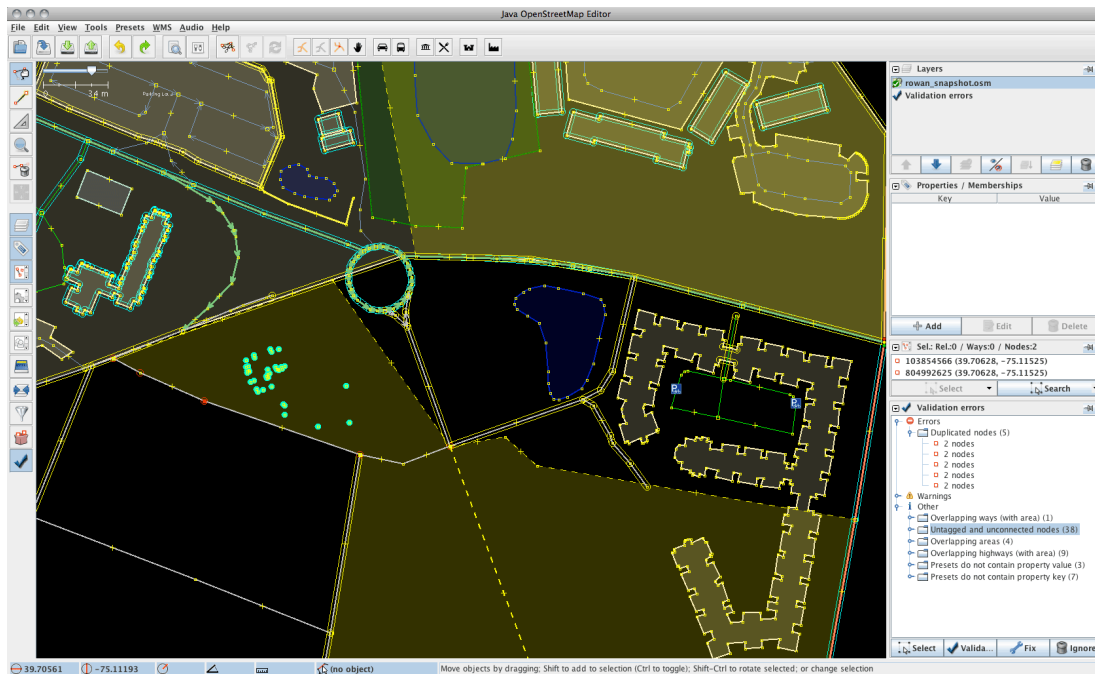 Java OpenStreetMap Editor
File Edit View Tools Presets WMS Audio Help
0 34 m
Parking Lot
Layers
rowan_snapshot.osm
Validation errors
Properties / Memberships
Key Value
Add Edit Delete
Sel.: Rel.:0 / Ways:0 / Nodes:2
103854566 (39.70628, -75.11525)
804992625 (39.70628, -75.11525)
Select Search
Validation errors
Errors
Duplicated nodes (5)
2 nodes
2 nodes
2 nodes
2 nodes
2 nodes
Warnings
Other
Overlapping ways (with area) (1)
Untagged and unconnected nodes (38)
Overlapping areas (4)
Overlapping highways (with area) (9)
Presets do not contain property value (3)
Presets do not contain property key (7)
Select Valida... Fix Ignore
P
P
39.70561 -75.11193 (no object) Move objects by dragging; Shift to add to selection (Ctrl to toggle); Shift-Ctrl to rotate selected; or change selection